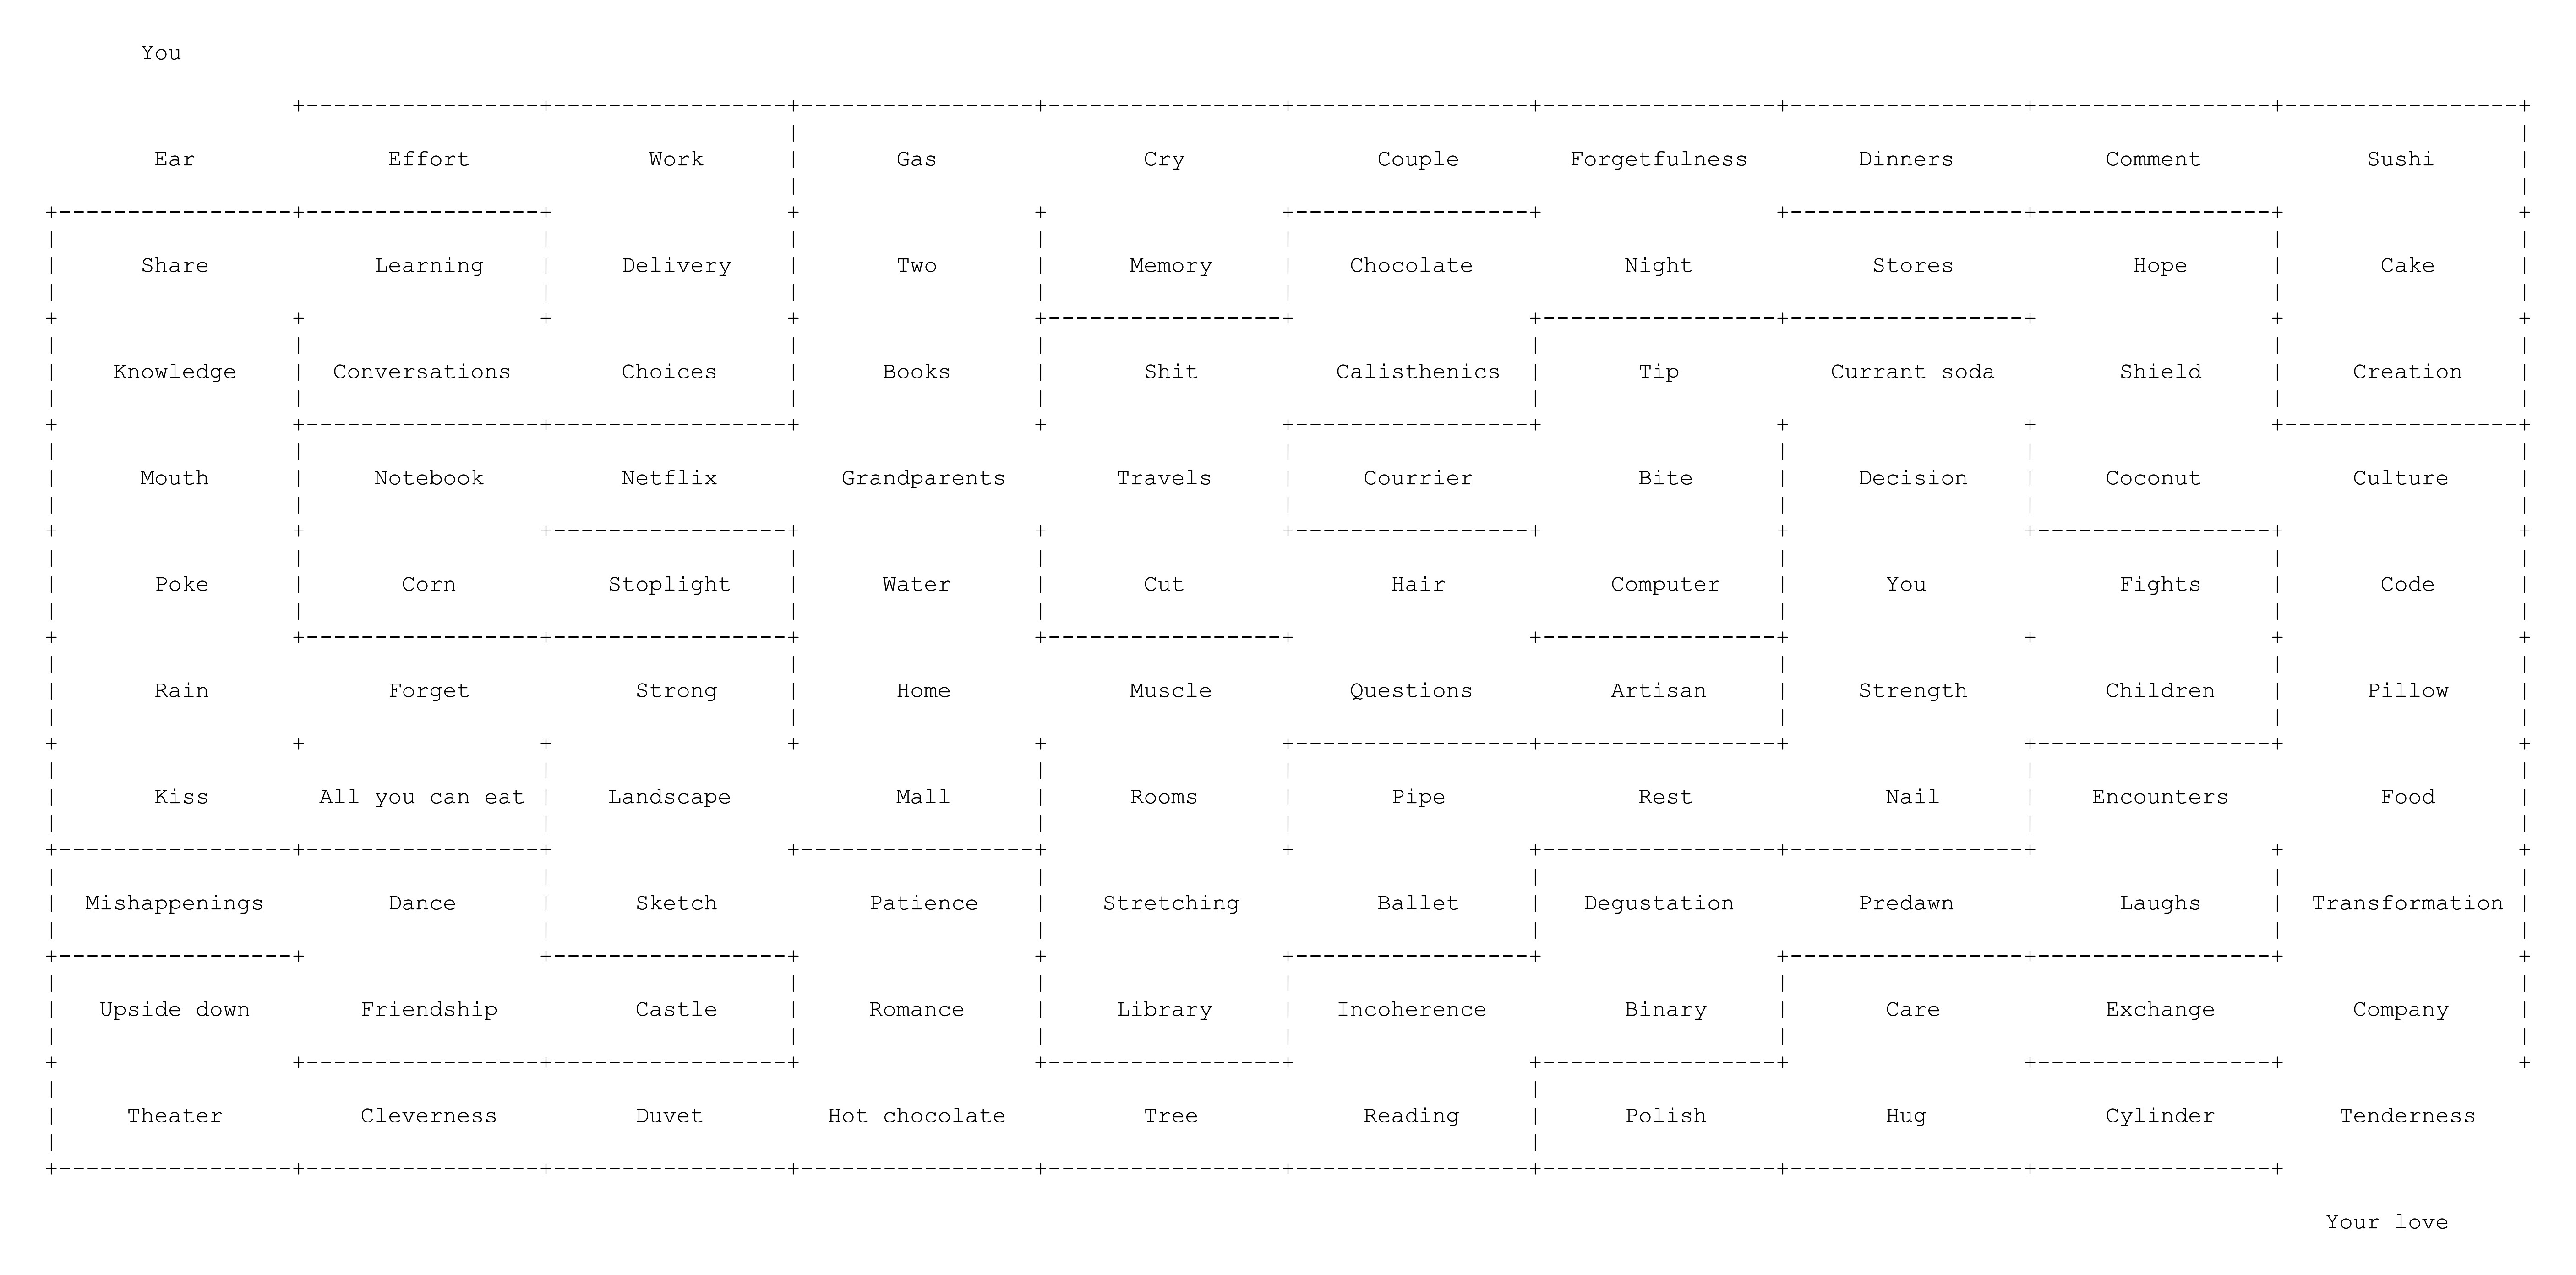 You
Ear Effort Work Gas Cry Couple Forgetfulness Dinners Comment Sushi
Share Learning Delivery Two Memory Chocolate Night Stores Hope Cake
Knowledge Conversations Choices Books Shit Calisthenics Tip Currant soda Shield Creation
Mouth Notebook Netflix Grandparents Travels Courrier Bite Decision Coconut Culture
Poke Corn Stoplight Water Cut Hair Computer You Fights Code
Rain Forget Strong Home Muscle Questions Artisan Strength Children Pillow
Kiss All you can eat Landscape Mall Rooms Pipe Rest Nail Encounters Food
Mishappenings Dance Sketch Patience Stretching Ballet Degustation Predawn Laughs Transformation
Upside down Friendship Castle Romance Library Incoherence Binary Care Exchange Company
Theater Cleverness Duvet Hot chocolate Tree Reading Polish Hug Cylinder Tenderness
Your love